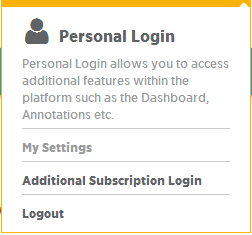 Personal Login
Personal Login allows you to access
additional features within the
platform such as the Dashboard,
Annotations etc.
My Settings
Additional Subscription Login
Logout